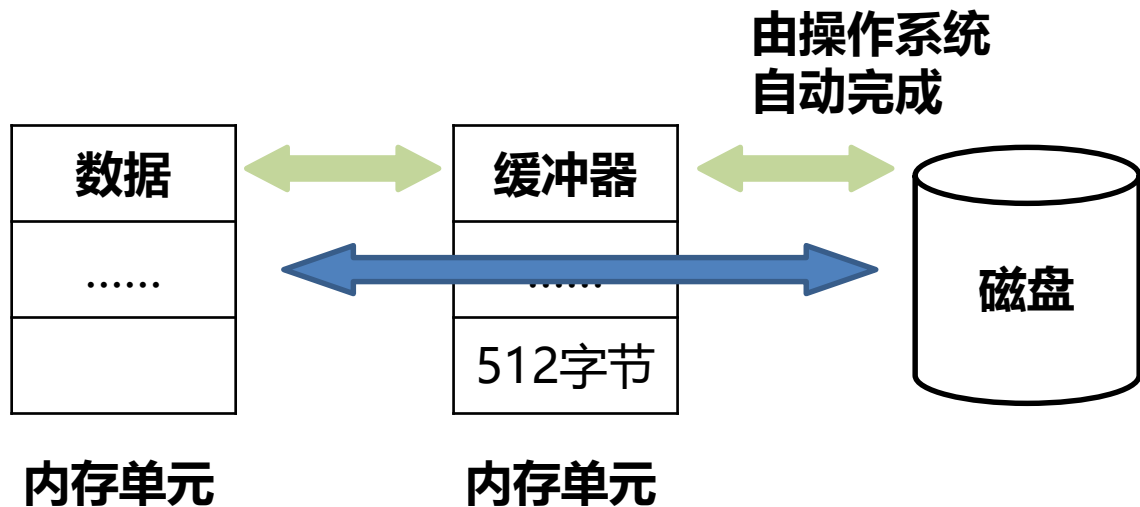 由操作系统
自动完成
数据
缓冲器
......
......
磁盘
512字节
内存单元
内存单元